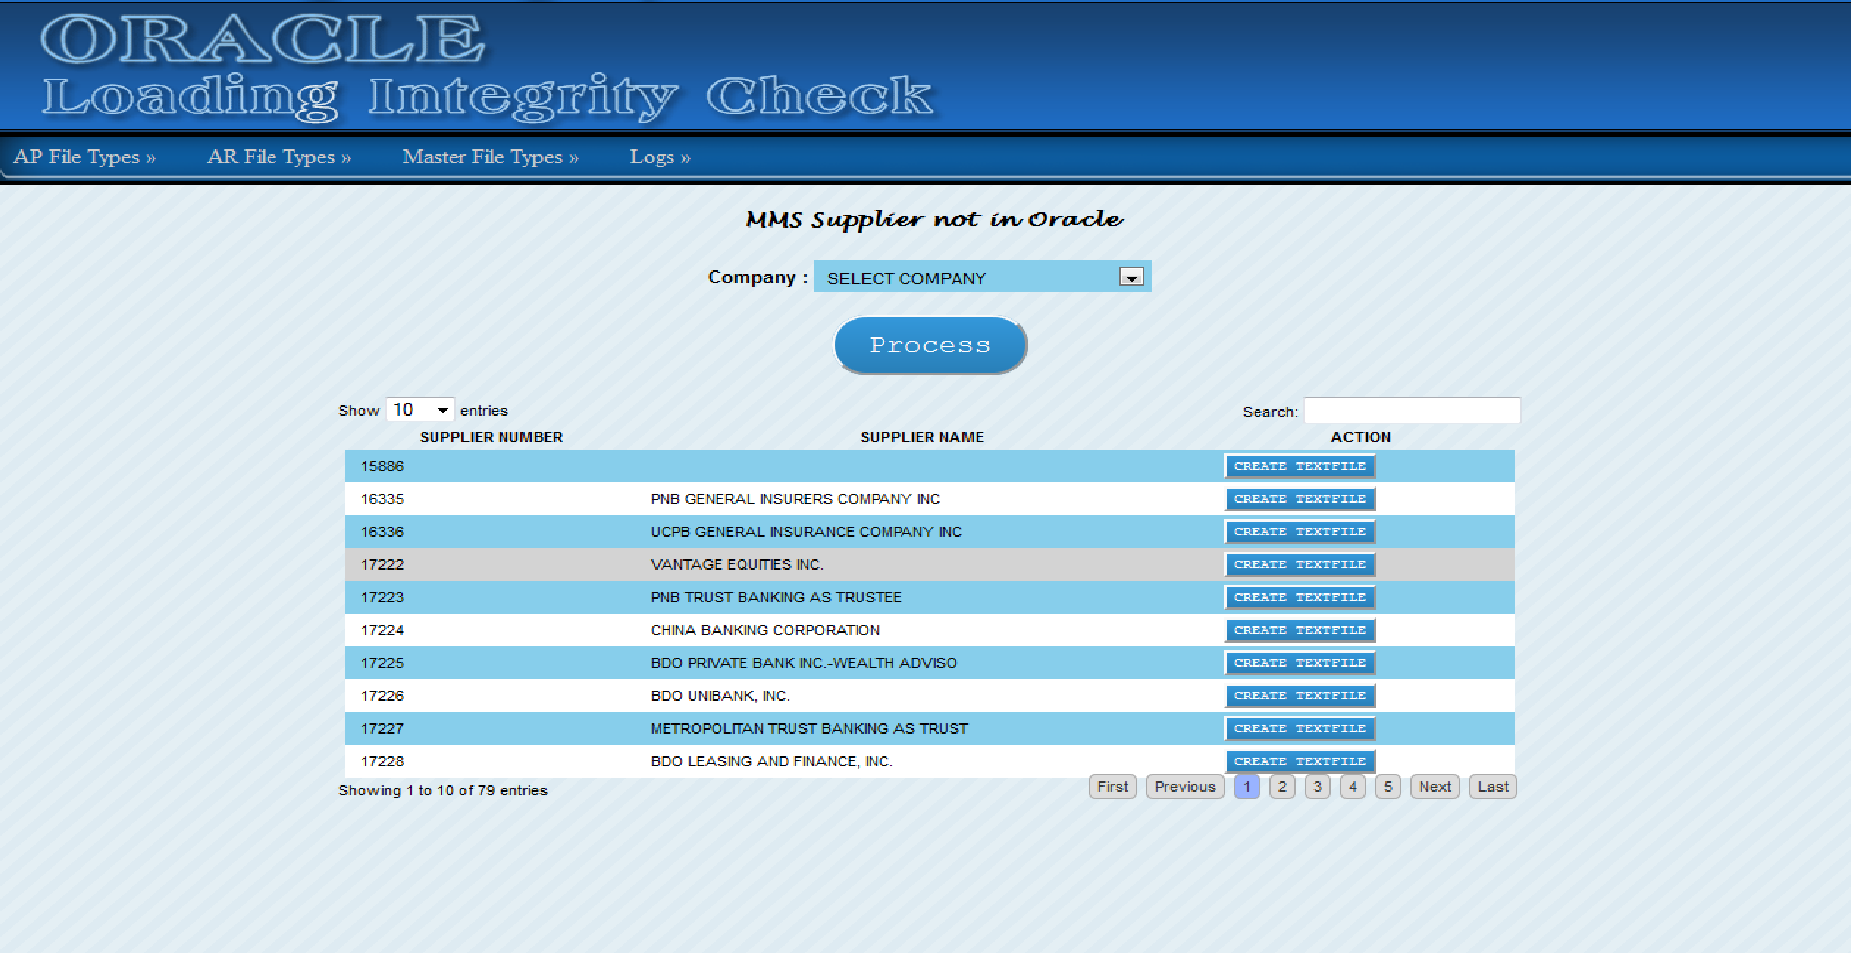 ORACLE
Loading Integrity Check
AP File Types » AR File Types » Master File Types » Logs »
MMS Supplier not in Oracle
Company : SELECT COMPANY
Process
Show 10 entries Search:
SUPPLIER NUMBER SUPPLIER NAME ACTION
15886 CREATE TEXTFILE
16335 PNB GENERAL INSURERS COMPANY INC CREATE TEXTFILE
16336 UCPB GENERAL INSURANCE COMPANY INC CREATE TEXTFILE
17222 VANTAGE EQUITIES INC. CREATE TEXTFILE
17223 PNB TRUST BANKING AS TRUSTEE CREATE TEXTFILE
17224 CHINA BANKING CORPORATION CREATE TEXTFILE
17225 BDO PRIVATE BANK INC.-WEALTH ADVISO CREATE TEXTFILE
17226 BDO UNIBANK, INC. CREATE TEXTFILE
17227 METROPOLITAN TRUST BANKING AS TRUST CREATE TEXTFILE
17228 BDO LEASING AND FINANCE, INC. CREATE TEXTFILE
Showing 1 to 10 of 79 entries First Previous 1 2 3 4 5 Next Last